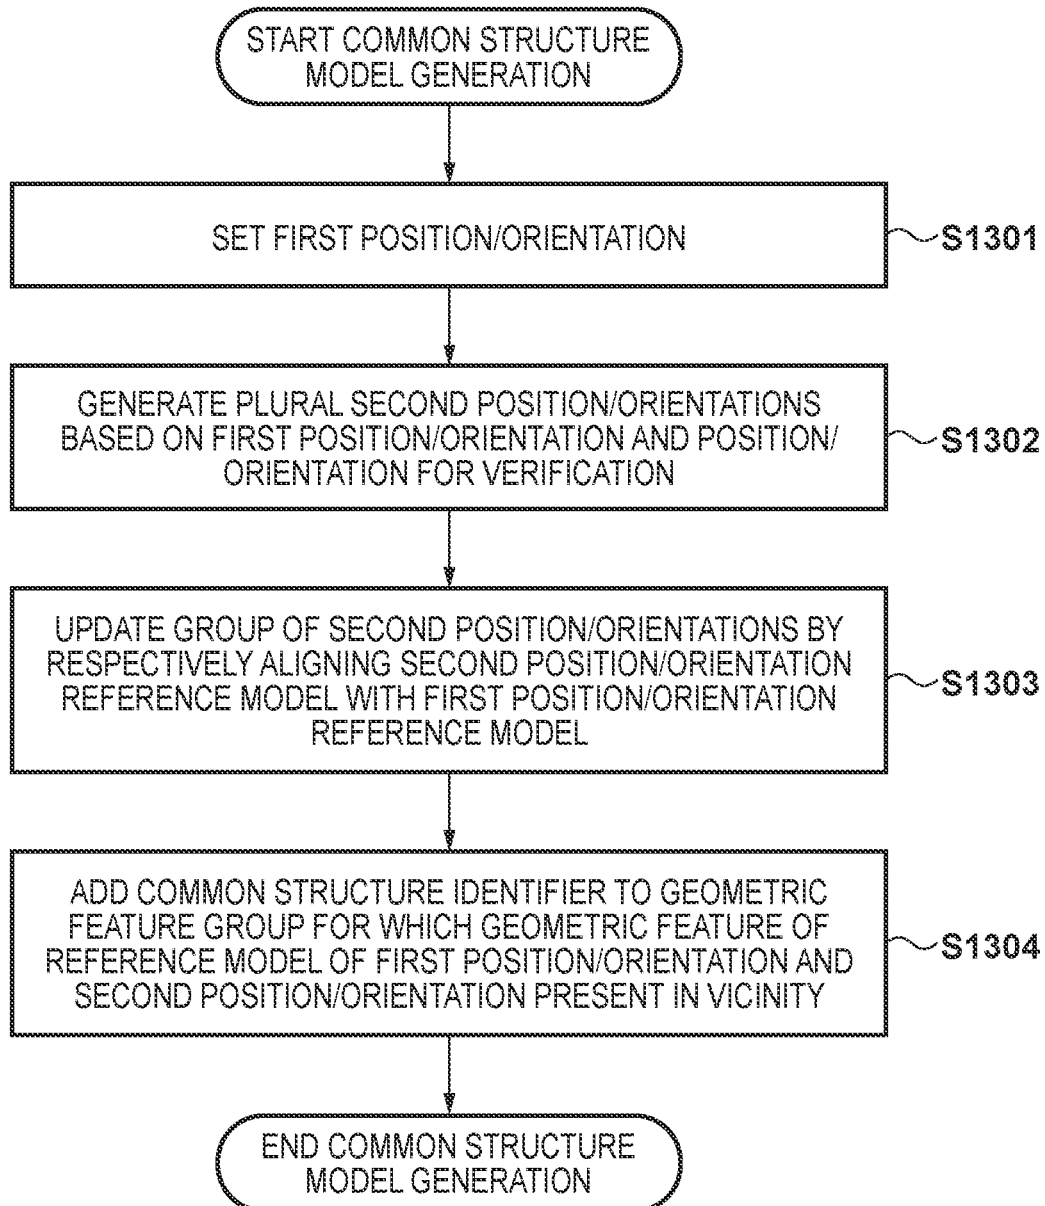 START COMMON STRUCTURE
MODEL GENERATION
SET FIRST POSITION/ORIENTATION
S1301
GENERATE PLURAL SECOND POSITION/ORIENTATIONS
BASED ON FIRST POSITION/ORIENTATION AND POSITION/
ORIENTATION FOR VERIFICATION
S1302
UPDATE GROUP OF SECOND POSITION/ORIENTATIONS BY
RESPECTIVELY ALIGNING SECOND POSITION/ORIENTATION
REFERENCE MODEL WITH FIRST POSITION/ORIENTATION
REFERENCE MODEL
S1303
ADD COMMON STRUCTURE IDENTIFIER TO GEOMETRIC
FEATURE GROUP FOR WHICH GEOMETRIC FEATURE OF
REFERENCE MODEL OF FIRST POSITION/ORIENTATION AND
SECOND POSITION/ORIENTATION PRESENT IN VICINITY
S1304
END COMMON STRUCTURE
MODEL GENERATION